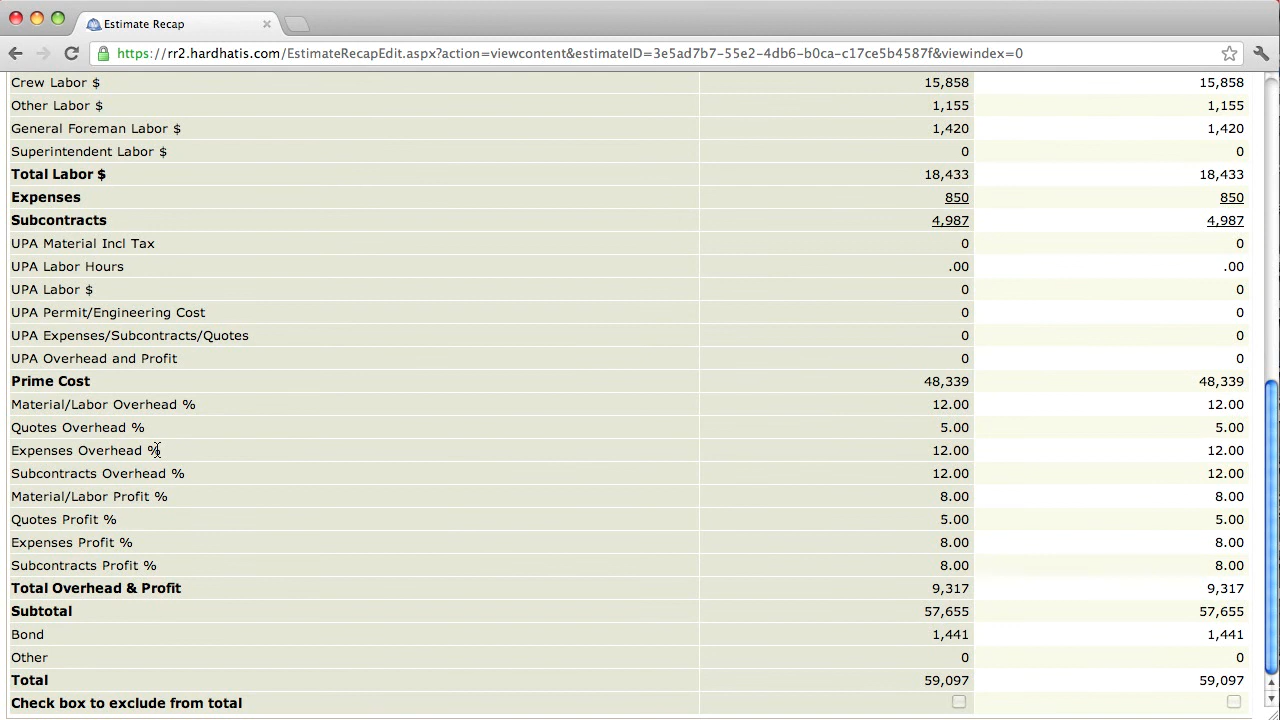 Estimate Recap
https://rr2.hardhatis.com/EstimateRecapEdit.aspx?action=viewcontent&estimateID=3e5ad7b7-55e2-4db6-b0ca-c17ce5b4587f&viewindex=0
Crew Labor $ 15,858 15,858
Other Labor $ 1,155 1,155
General Foreman Labor $ 1,420 1,420
Superintendent Labor $ 0 0
Total Labor $ 18,433 18,433
Expenses 850 850
Subcontracts 4,987 4,987
UPA Material Incl Tax 0 0
UPA Labor Hours .00 .00
UPA Labor $ 0 0
UPA Permit/Engineering Cost 0 0
UPA Expenses/Subcontracts/Quotes 0 0
UPA Overhead and Profit 0 0
Prime Cost 48,339 48,339
Material/Labor Overhead % 12.00 12.00
Quotes Overhead % 5.00 5.00
Expenses Overhead % 12.00 12.00
Subcontracts Overhead % 12.00 12.00
Material/Labor Profit % 8.00 8.00
Quotes Profit % 5.00 5.00
Expenses Profit % 8.00 8.00
Subcontracts Profit % 8.00 8.00
Total Overhead & Profit 9,317 9,317
Subtotal 57,655 57,655
Bond 1,441 1,441
Other 0 0
Total 59,097 59,097
Check box to exclude from total